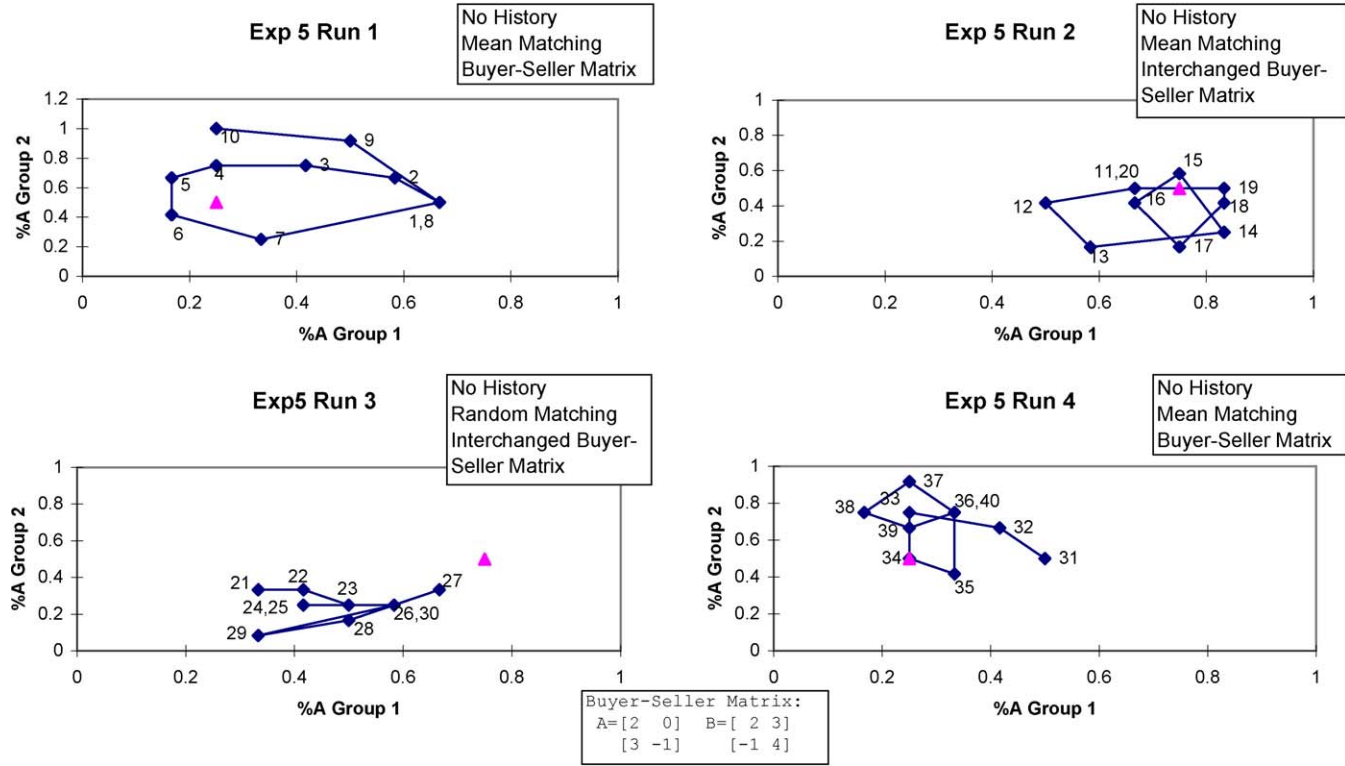 Exp 5 Run 1
No History
Mean Matching
Buyer-Seller Matrix
%A Group 2
1.2
1
0.8
0.6
0.4
0.2
0
10
9
4
3
2
5
6
7
1,8
0
0.2
0.4
0.6
0.8
1
%A Group 1
Exp 5 Run 2
No History
Mean Matching
Interchanged Buyer-
Seller Matrix
%A Group 2
1
0.8
0.6
0.4
0.2
0
15
11,20
19
12
16
18
14
13
17
0
0.2
0.4
0.6
0.8
1
%A Group 1
Exp5 Run 3
No History
Random Matching
Interchanged Buyer-
Seller Matrix
%A Group 2
1
0.8
0.6
0.4
0.2
0
21
22
23
27
24,25
26,30
29
28
0
0.2
0.4
0.6
0.8
1
%A Group 1
Exp 5 Run 4
No History
Mean Matching
Buyer-Seller Matrix
%A Group 2
1
0.8
0.6
0.4
0.2
0
37
33
36,40
38
39
32
34
31
35
0
0.2
0.4
0.6
0.8
1
%A Group 1
Buyer-Seller Matrix:
A=[2 0] B=[ 2 3]
[3 -1] [-1 4]